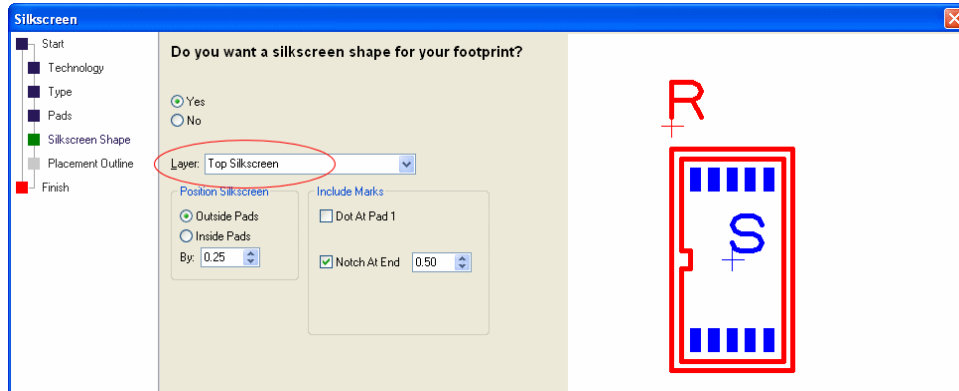 Silkscreen
Start
Technology
Type
Pads
Silkscreen Shape
Placement Outline
Finish
Do you want a silkscreen shape for your footprint?
Yes
No
Layer: Top Silkscreen
Position Silkscreen
Outside Pads
Inside Pads
By: 0.25
Include Marks
Dot At Pad 1
Notch At End 0.50
R
S